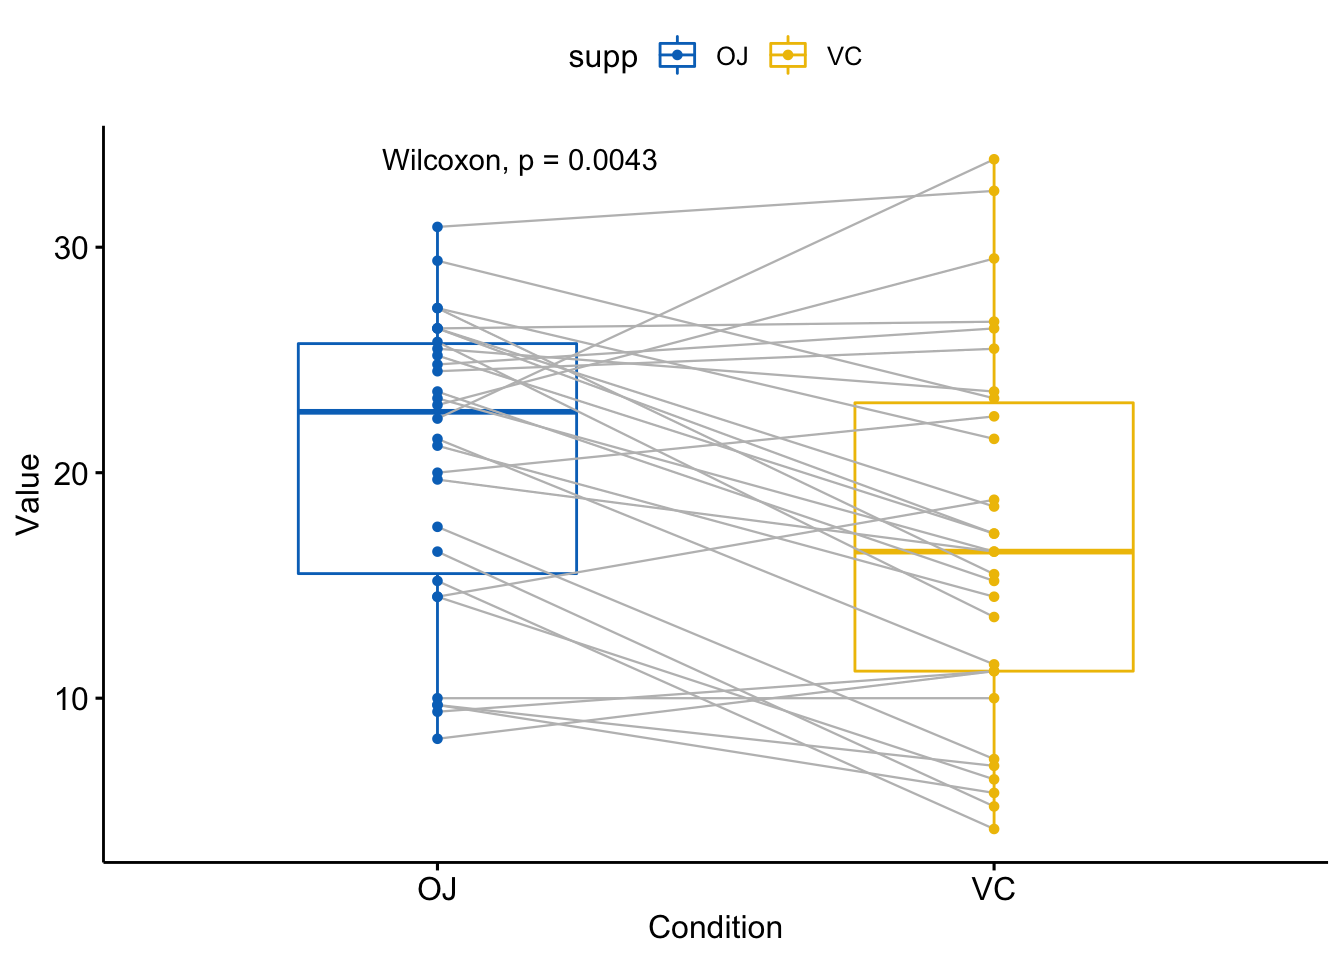 supp OJ VC
Wilcoxon, p = 0.0043
30
20
10
Value
OJ VC
Condition